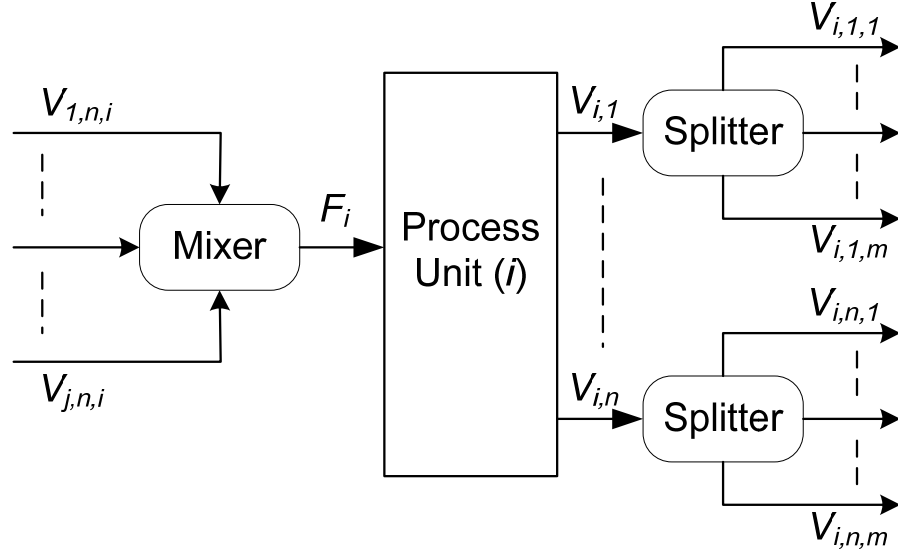 V1,n,i
Mixer
Vj,n,i
Fi
Process
Unit (i)
Vi,1
Splitter
Vi,1,1
Vi,1,m
Vi,n
Splitter
Vi,n,1
Vi,n,m